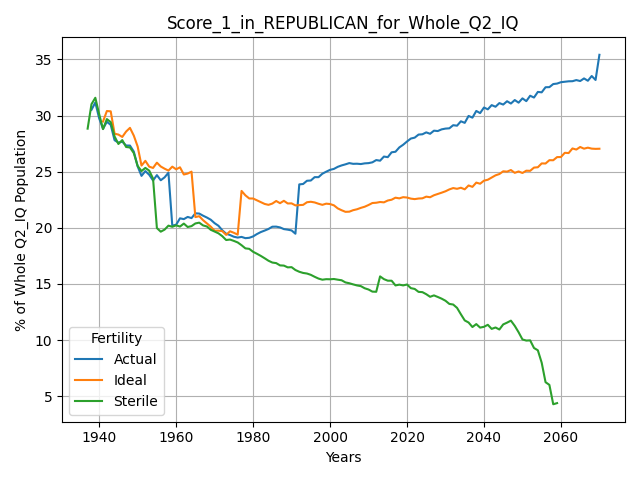 Score_1_in_REPUBLICAN_for_Whole_Q2_IQ
% of Whole Q2_IQ Population
35
30
25
20
15
10
5
Fertility
Actual
Ideal
Sterile
1940 1960 1980 2000 2020 2040 2060
Years